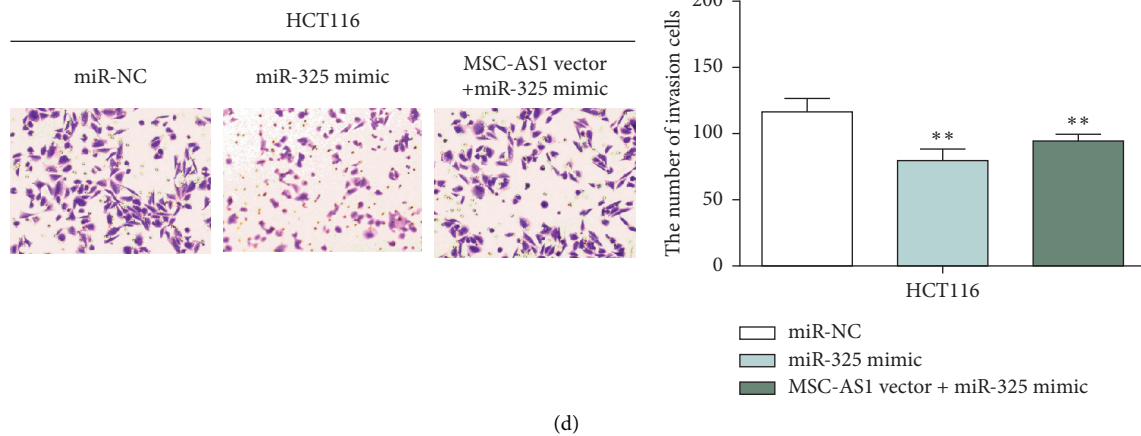 HCT116
miR-NC
miR-325 mimic
MSC-AS1 vector
+miR-325 mimic
The number of invasion cells
200
150
100
50
0
**
**
HCT116
miR-NC
miR-325 mimic
MSC-AS1 vector + miR-325 mimic
(d)